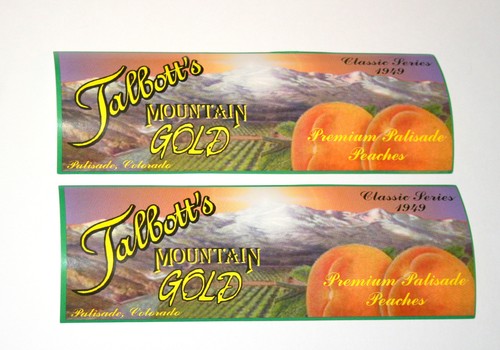 Talbott's
MOUNTAIN
GOLD
Palisade, Colorado
Classic Series
1949
Premium Palisade
Peaches
Talbott's
MOUNTAIN
GOLD
Palisade, Colorado
Classic Series
1949
Premium Palisade
Peaches